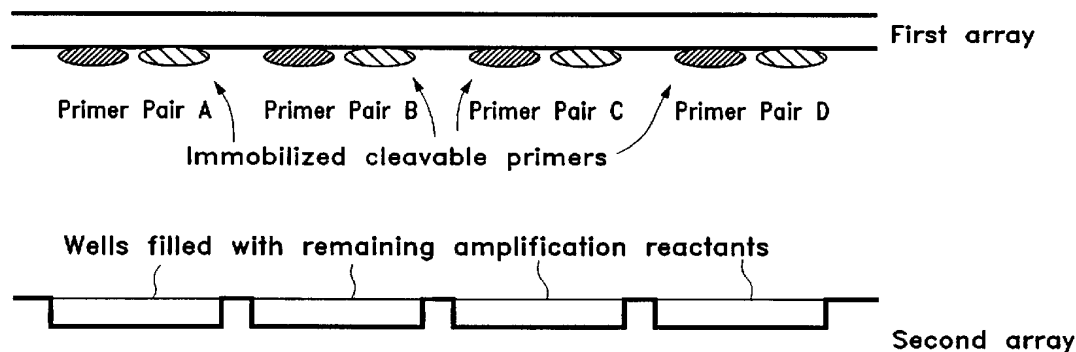 First array
Primer Pair A Primer Pair B Primer Pair C Primer Pair D
Immobilized cleavable primers
Wells filled with remaining amplification reactants
Second array